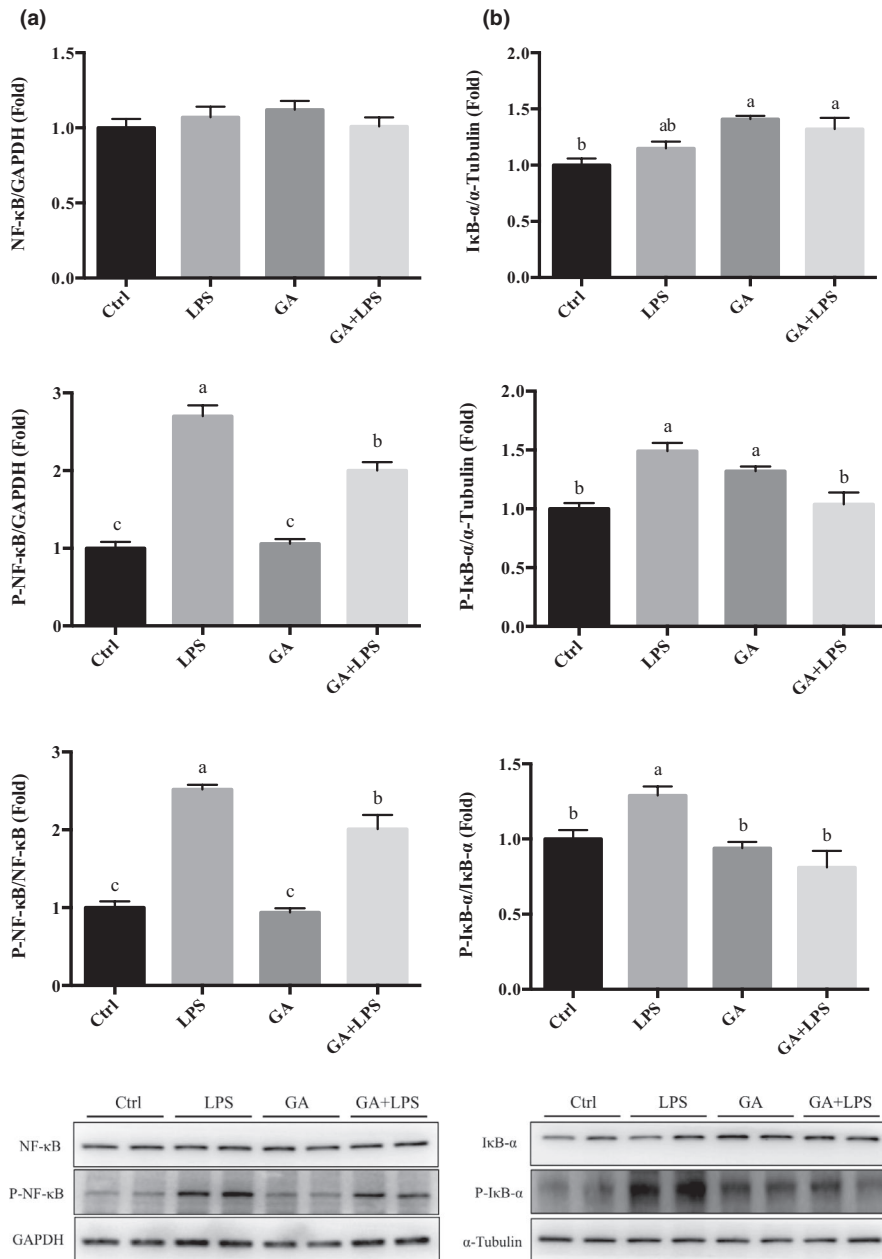 (a)
NF-κB/GAPDH (Fold)
1.5
1.0
0.5
0.0
Ctrl
LPS
GA
GA+LPS
(b)
IκB-α/α-Tubulin (Fold)
2.0
1.5
1.0
0.5
0.0
b
ab
a
a
Ctrl
LPS
GA
GA+LPS
P-NF-κB/GAPDH (Fold)
3
2
1
0
c
a
c
b
Ctrl
LPS
GA
GA+LPS
P-IκB-α/α-Tubulin (Fold)
2.0
1.5
1.0
0.5
0.0
b
a
a
b
Ctrl
LPS
GA
GA+LPS
P-NF-κB/NF-κB (Fold)
3
2
1
0
c
a
c
b
Ctrl
LPS
GA
GA+LPS
P-IκB-α/IκB-α (Fold)
1.5
1.0
0.5
0.0
b
a
b
b
Ctrl
LPS
GA
GA+LPS
Ctrl LPS GA GA+LPS
NF-κB
P-NF-κB
GAPDH
Ctrl LPS GA GA+LPS
IκB-α
P-IκB-α
α-Tubulin